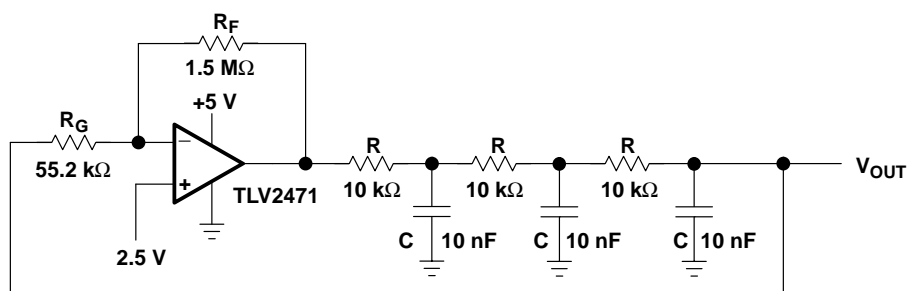 R_F
1.5 MΩ
+5 V
R_G
55.2 kΩ
−
+
TLV2471
2.5 V
R
10 kΩ
R
10 kΩ
R
10 kΩ
C 10 nF
C 10 nF
C 10 nF
V_OUT